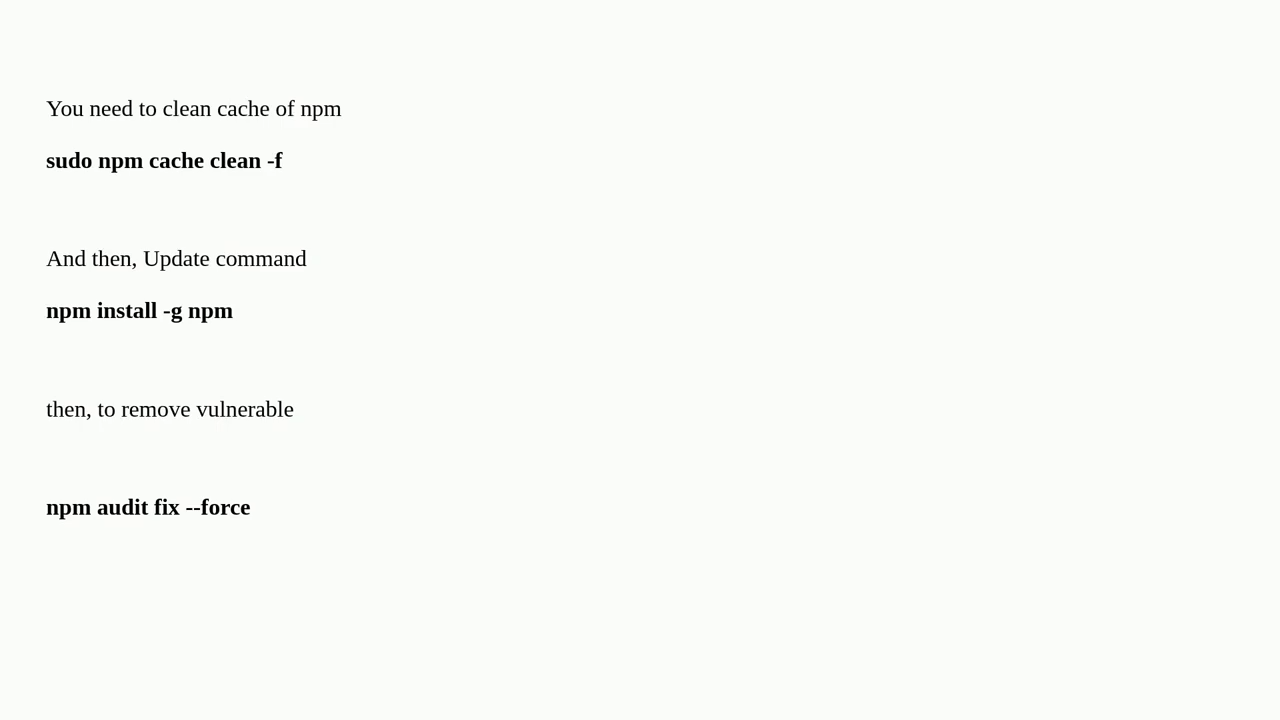 You need to clean cache of npm
sudo npm cache clean -f
And then, Update command
npm install -g npm
then, to remove vulnerable
npm audit fix --force